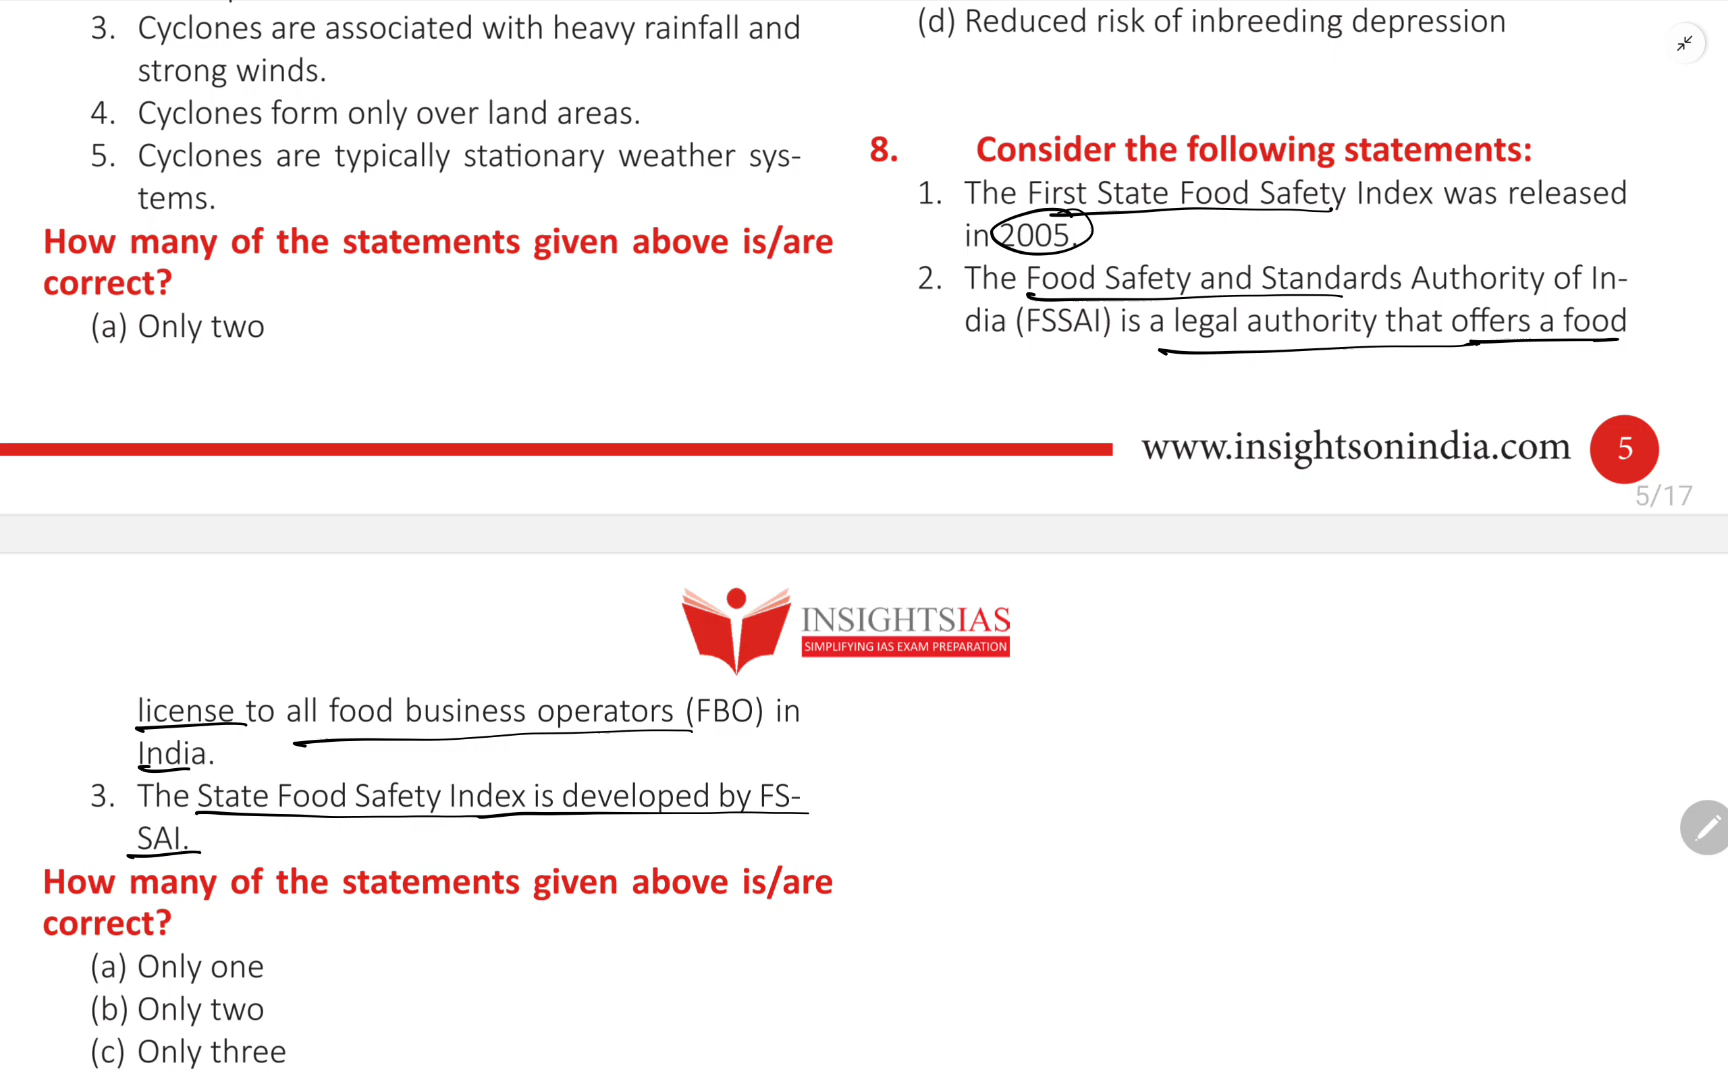 3. Cyclones are associated with heavy rainfall and
strong winds.
4. Cyclones form only over land areas.
5. Cyclones are typically stationary weather sys-
tems.
How many of the statements given above is/are
correct?
(a) Only two
(d) Reduced risk of inbreeding depression
8. Consider the following statements:
1. The First State Food Safety Index was released
in 2005.
2. The Food Safety and Standards Authority of In-
dia (FSSAI) is a legal authority that offers a food
www.insightsonindia.com 5
5/17
INSIGHTSIAS
SIMPLIFYING IAS EXAM PREPARATION
license to all food business operators (FBO) in
India.
3. The State Food Safety Index is developed by FS-
SAI.
How many of the statements given above is/are
correct?
(a) Only one
(b) Only two
(c) Only three